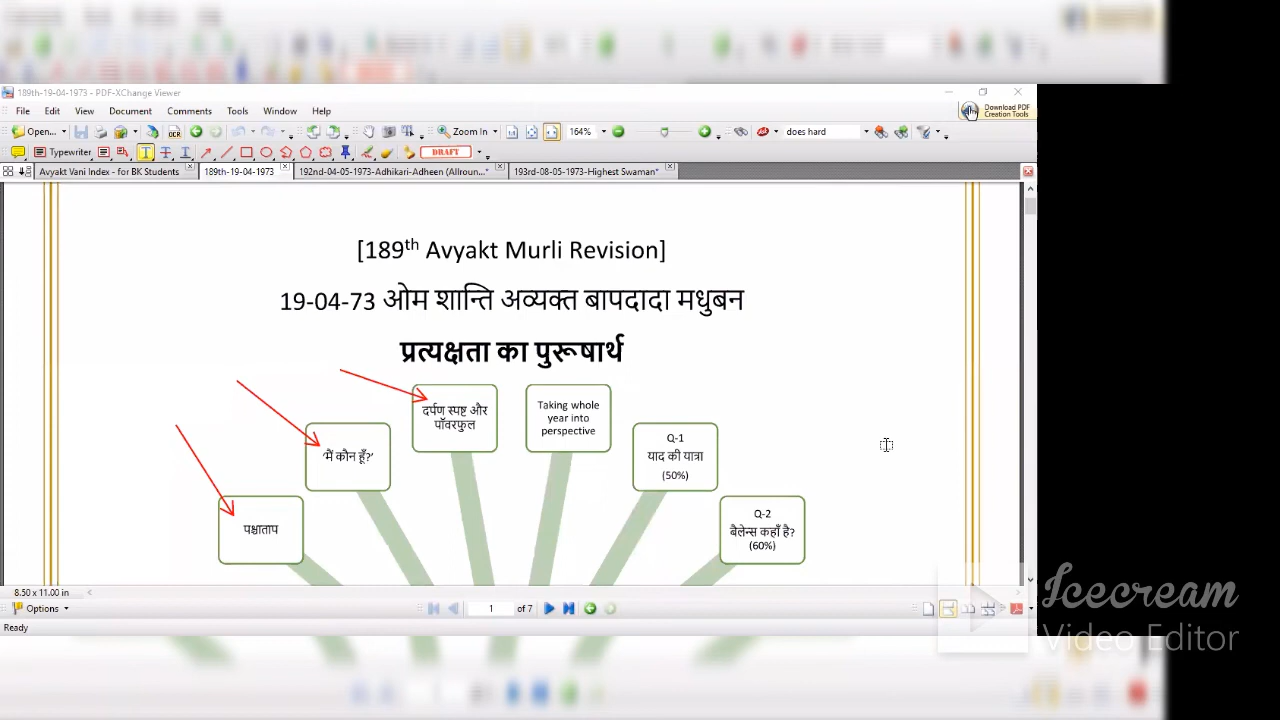 189th-19-04-1973 - PDF-XChange Viewer
File Edit View Document Comments Tools Window Help
Download PDF
Creation Tools
Open... OCR Zoom In 164% does hard
Typewriter DRAFT
Avyakt Vani Index - for BK Students 189th-19-04-1973 192nd-04-05-1973-Adhikari-Adheen (Allroun... 193rd-08-05-1973-Highest Swaman*
[189th Avyakt Murli Revision]
19-04-73 ओम शान्ति अव्यक्त बापदादा मधुबन
प्रत्यक्षता का पुरूषार्थ
पश्चाताप
'मैं कौन हूँ?'
दर्पण स्पष्ट और
पॉवरफुल
Taking whole
year into
perspective
Q-1
याद की यात्रा
(50%)
Q-2
बैलेन्स कहाँ है?
(60%)
8.50 x 11.00 in
Options 1 of 7
Ready
Icecream
Video Editor